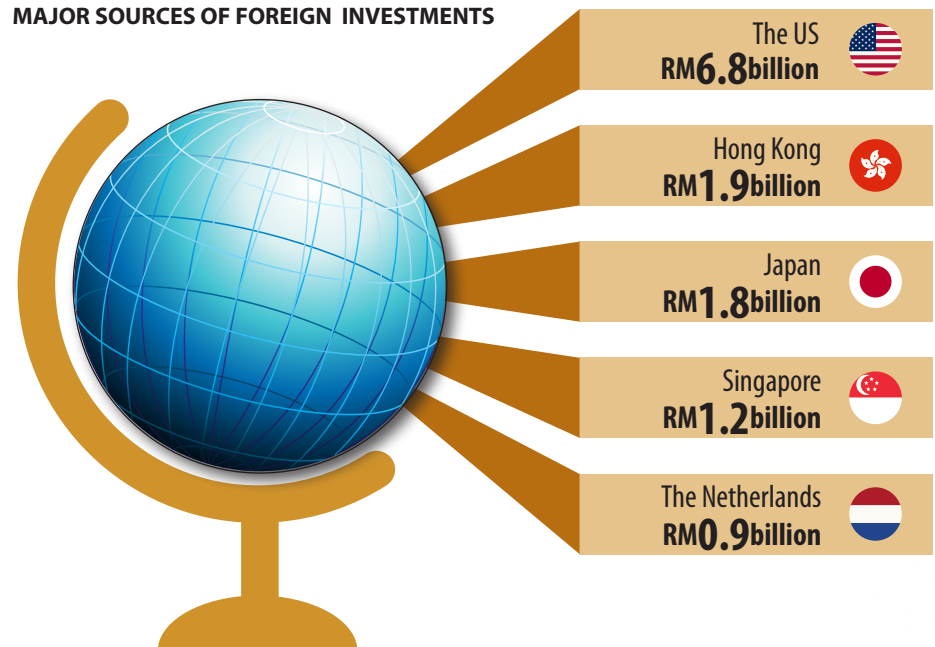 MAJOR SOURCES OF FOREIGN INVESTMENTS
The US
RM6.8billion
Hong Kong
RM1.9billion
Japan
RM1.8billion
Singapore
RM1.2billion
The Netherlands
RM0.9billion